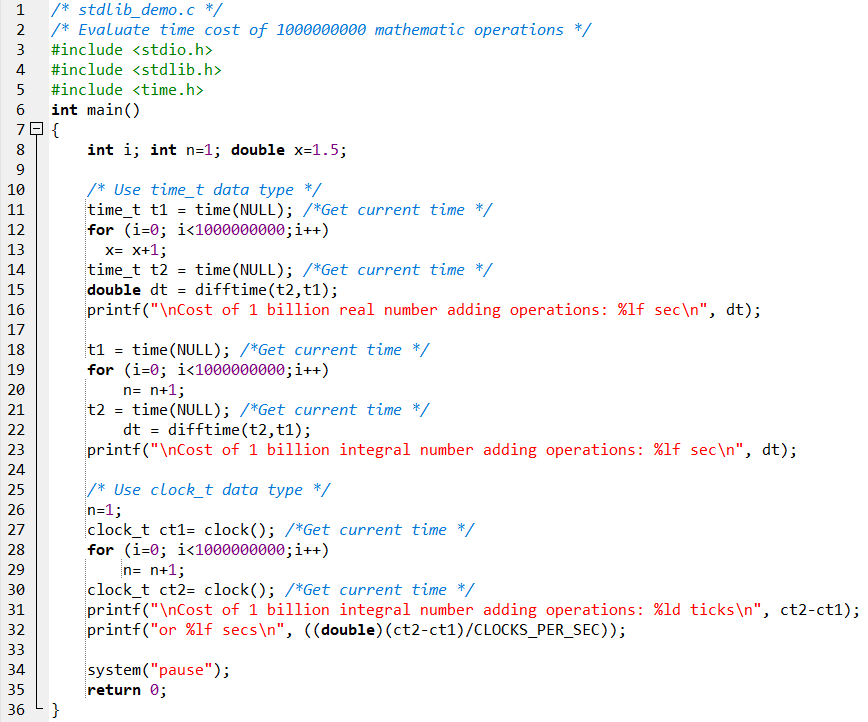 1 /* stdlib_demo.c */
2 /* Evaluate time cost of 1000000000 mathematic operations */
3 #include <stdio.h>
4 #include <stdlib.h>
5 #include <time.h>
6 int main()
7 {
8     int i; int n=1; double x=1.5;
9
10     /* Use time_t data type */
11     time_t t1 = time(NULL); /*Get current time */
12     for (i=0; i<1000000000;i++)
13       x= x+1;
14     time_t t2 = time(NULL); /*Get current time */
15     double dt = difftime(t2,t1);
16     printf("\nCost of 1 billion real number adding operations: %lf sec\n", dt);
17
18     t1 = time(NULL); /*Get current time */
19     for (i=0; i<1000000000;i++)
20         n= n+1;
21     t2 = time(NULL); /*Get current time */
22         dt = difftime(t2,t1);
23     printf("\nCost of 1 billion integral number adding operations: %lf sec\n", dt);
24
25     /* Use clock_t data type */
26     n=1;
27     clock_t ct1= clock(); /*Get current time */
28     for (i=0; i<1000000000;i++)
29         n= n+1;
30     clock_t ct2= clock(); /*Get current time */
31     printf("\nCost of 1 billion integral number adding operations: %ld ticks\n", ct2-ct1);
32     printf("or %lf secs\n", ((double)(ct2-ct1)/CLOCKS_PER_SEC));
33
34     system("pause");
35     return 0;
36 }